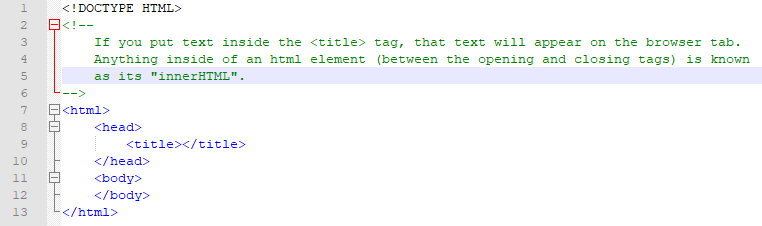 1 <!DOCTYPE HTML>
2 <!--
3 If you put text inside the <title> tag, that text will appear on the browser tab.
4 Anything inside of an html element (between the opening and closing tags) is known
5 as its "innerHTML".
6 -->
7 <html>
8 <head>
9 <title></title>
10 </head>
11 <body>
12 </body>
13 </html>